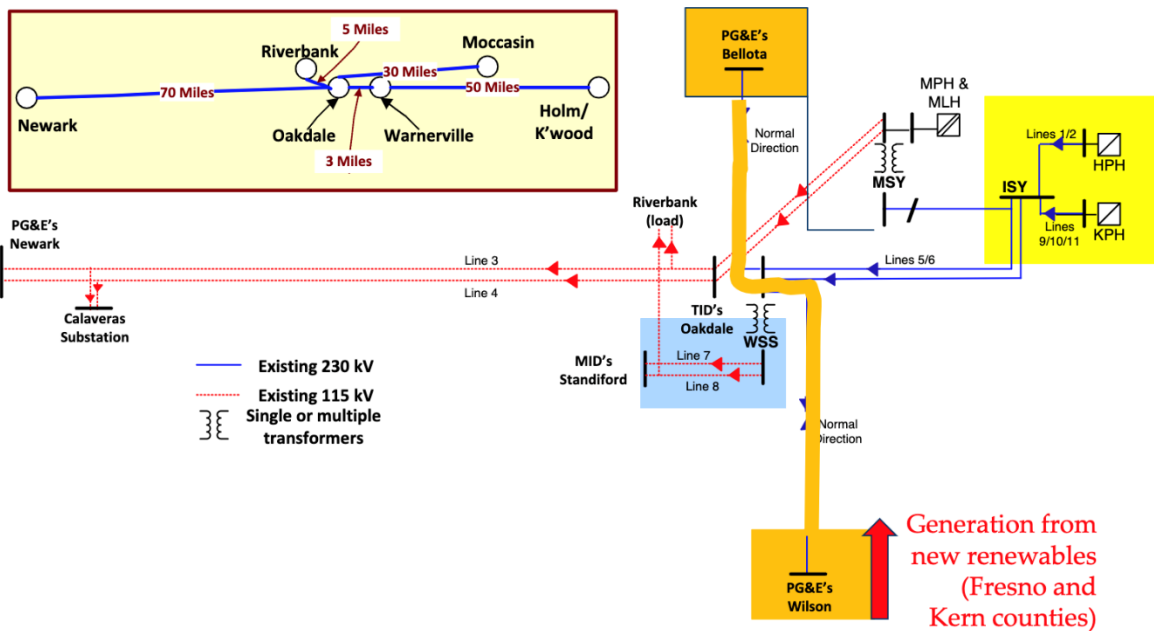 5 Miles
Riverbank
Moccasin
30 Miles
70 Miles
50 Miles
Newark
Oakdale
Warnerville
Holm/
K'wood
3 Miles
PG&E's
Bellota
Normal
Direction
MPH &
MLH
MSY
Lines 1/2
HPH
ISY
Lines
9/10/11
KPH
Riverbank
(load)
PG&E's
Newark
Line 3
Line 4
Lines 5/6
Calaveras
Substation
TID's
Oakdale
WSS
MID's
Standiford
Line 7
Line 8
Existing 230 kV
Existing 115 kV
Single or multiple
transformers
Normal
Direction
PG&E's
Wilson
Generation from
new renewables
(Fresno and
Kern counties)